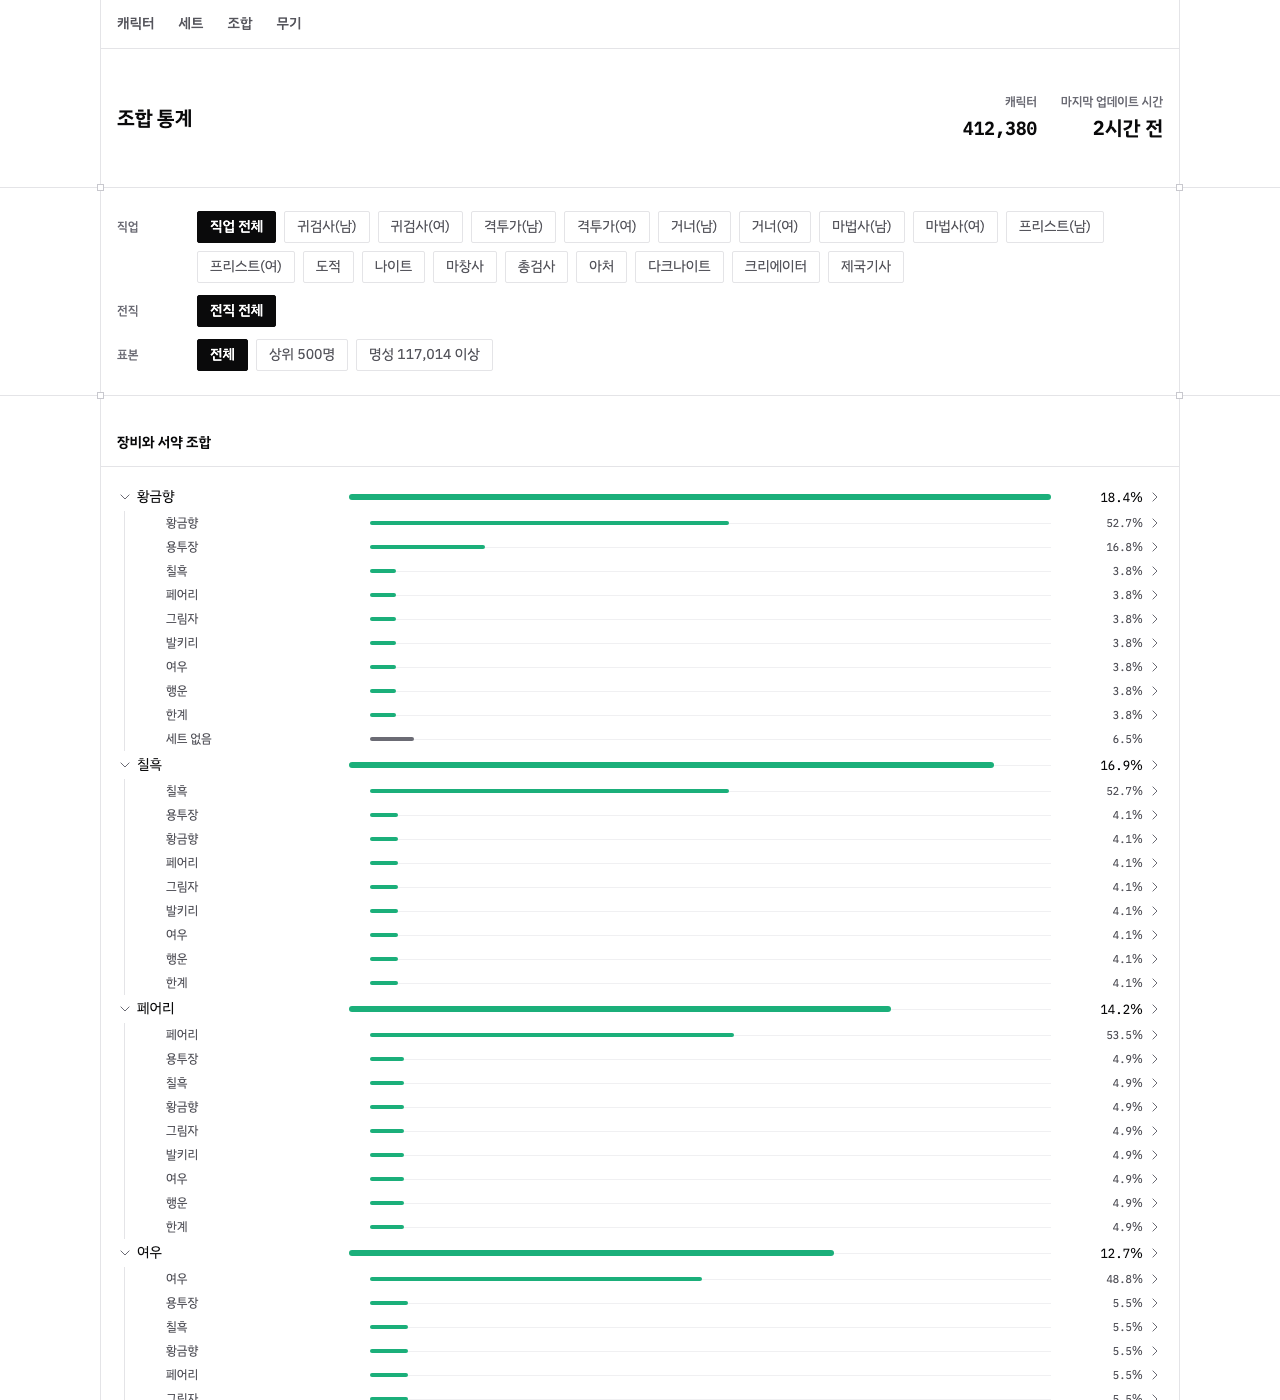 캐릭터 세트 조합 무기
조합 통계
캐릭터 마지막 업데이트 시간
412,380 2시간 전
직업 직업 전체 귀검사(남) 귀검사(여) 격투가(남) 격투가(여) 거너(남) 거너(여) 마법사(남) 마법사(여) 프리스트(남)
프리스트(여) 도적 나이트 마창사 총검사 아처 다크나이트 크리에이터 제국기사
전직 전직 전체
표본 전체 상위 500명 명성 117,014 이상
장비와 서약 조합
황금향 18.4%
황금향 52.7%
용투장 16.8%
칠흑 3.8%
페어리 3.8%
그림자 3.8%
발키리 3.8%
여우 3.8%
행운 3.8%
한계 3.8%
세트 없음 6.5%
칠흑 16.9%
칠흑 52.7%
용투장 4.1%
황금향 4.1%
페어리 4.1%
그림자 4.1%
발키리 4.1%
여우 4.1%
행운 4.1%
한계 4.1%
페어리 14.2%
페어리 53.5%
용투장 4.9%
칠흑 4.9%
황금향 4.9%
그림자 4.9%
발키리 4.9%
여우 4.9%
행운 4.9%
한계 4.9%
여우 12.7%
여우 48.8%
용투장 5.5%
칠흑 5.5%
황금향 5.5%
페어리 5.5%
그림자 5.5%